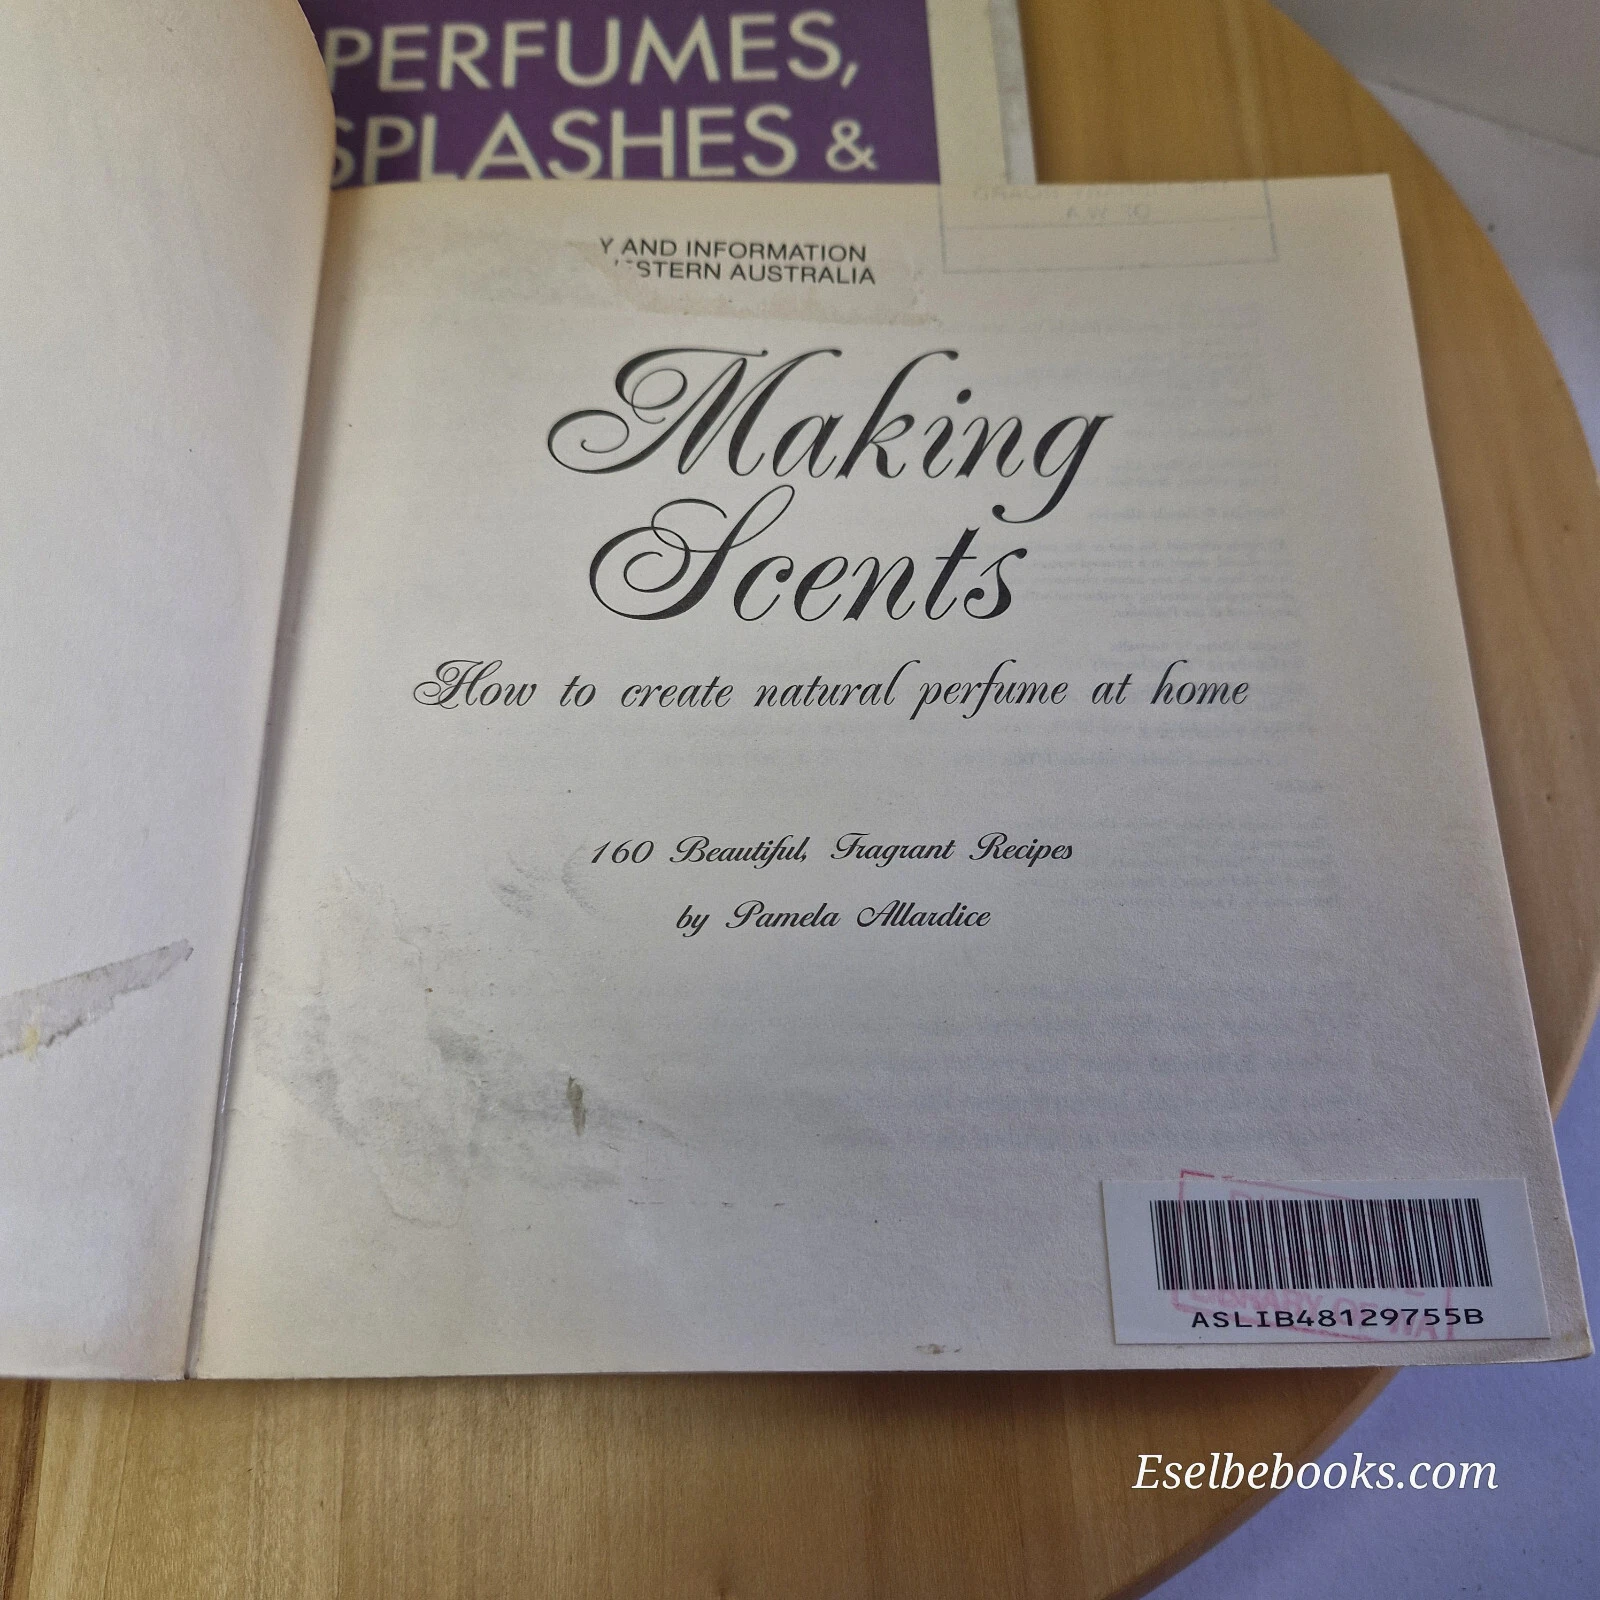 PERFUMES,
SPLASHES &
Y AND INFORMATION
WESTERN AUSTRALIA
Making
Scents
How to create natural perfume at home
160 Beautiful, Fragrant Recipes
by Pamela Allardice
ASLIB48129755B
Eselbebooks.com